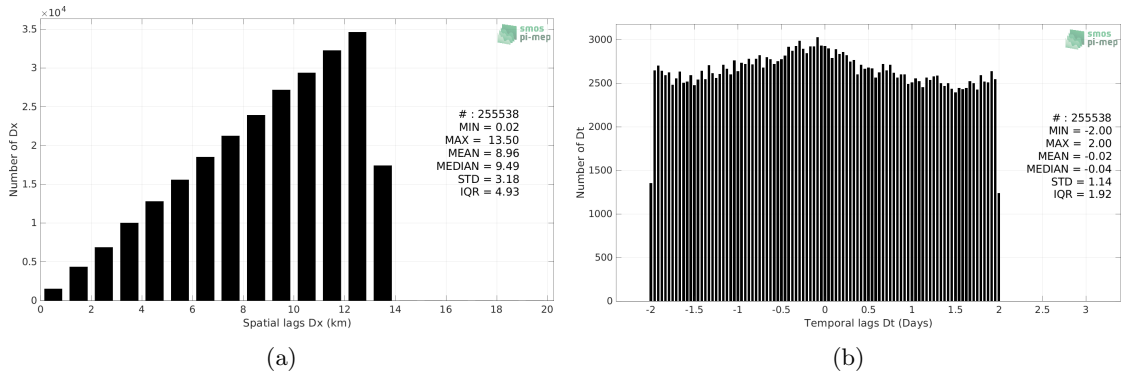 ×10⁴
3.5
3
2.5
2
1.5
1
0.5
0
Number of Dx
0 2 4 6 8 10 12 14 16 18 20
Spatial lags Dx (km)
smos
pi-mep
# : 255538
MIN = 0.02
MAX = 13.50
MEAN = 8.96
MEDIAN = 9.49
STD = 3.18
IQR = 4.93
(a)
3000
2500
2000
1500
1000
500
0
Number of Dt
-2 -1.5 -1 -0.5 0 0.5 1 1.5 2 2.5 3
Temporal lags Dt (Days)
smos
pi-mep
# : 255538
MIN = -2.00
MAX = 2.00
MEAN = -0.02
MEDIAN = -0.04
STD = 1.14
IQR = 1.92
(b)